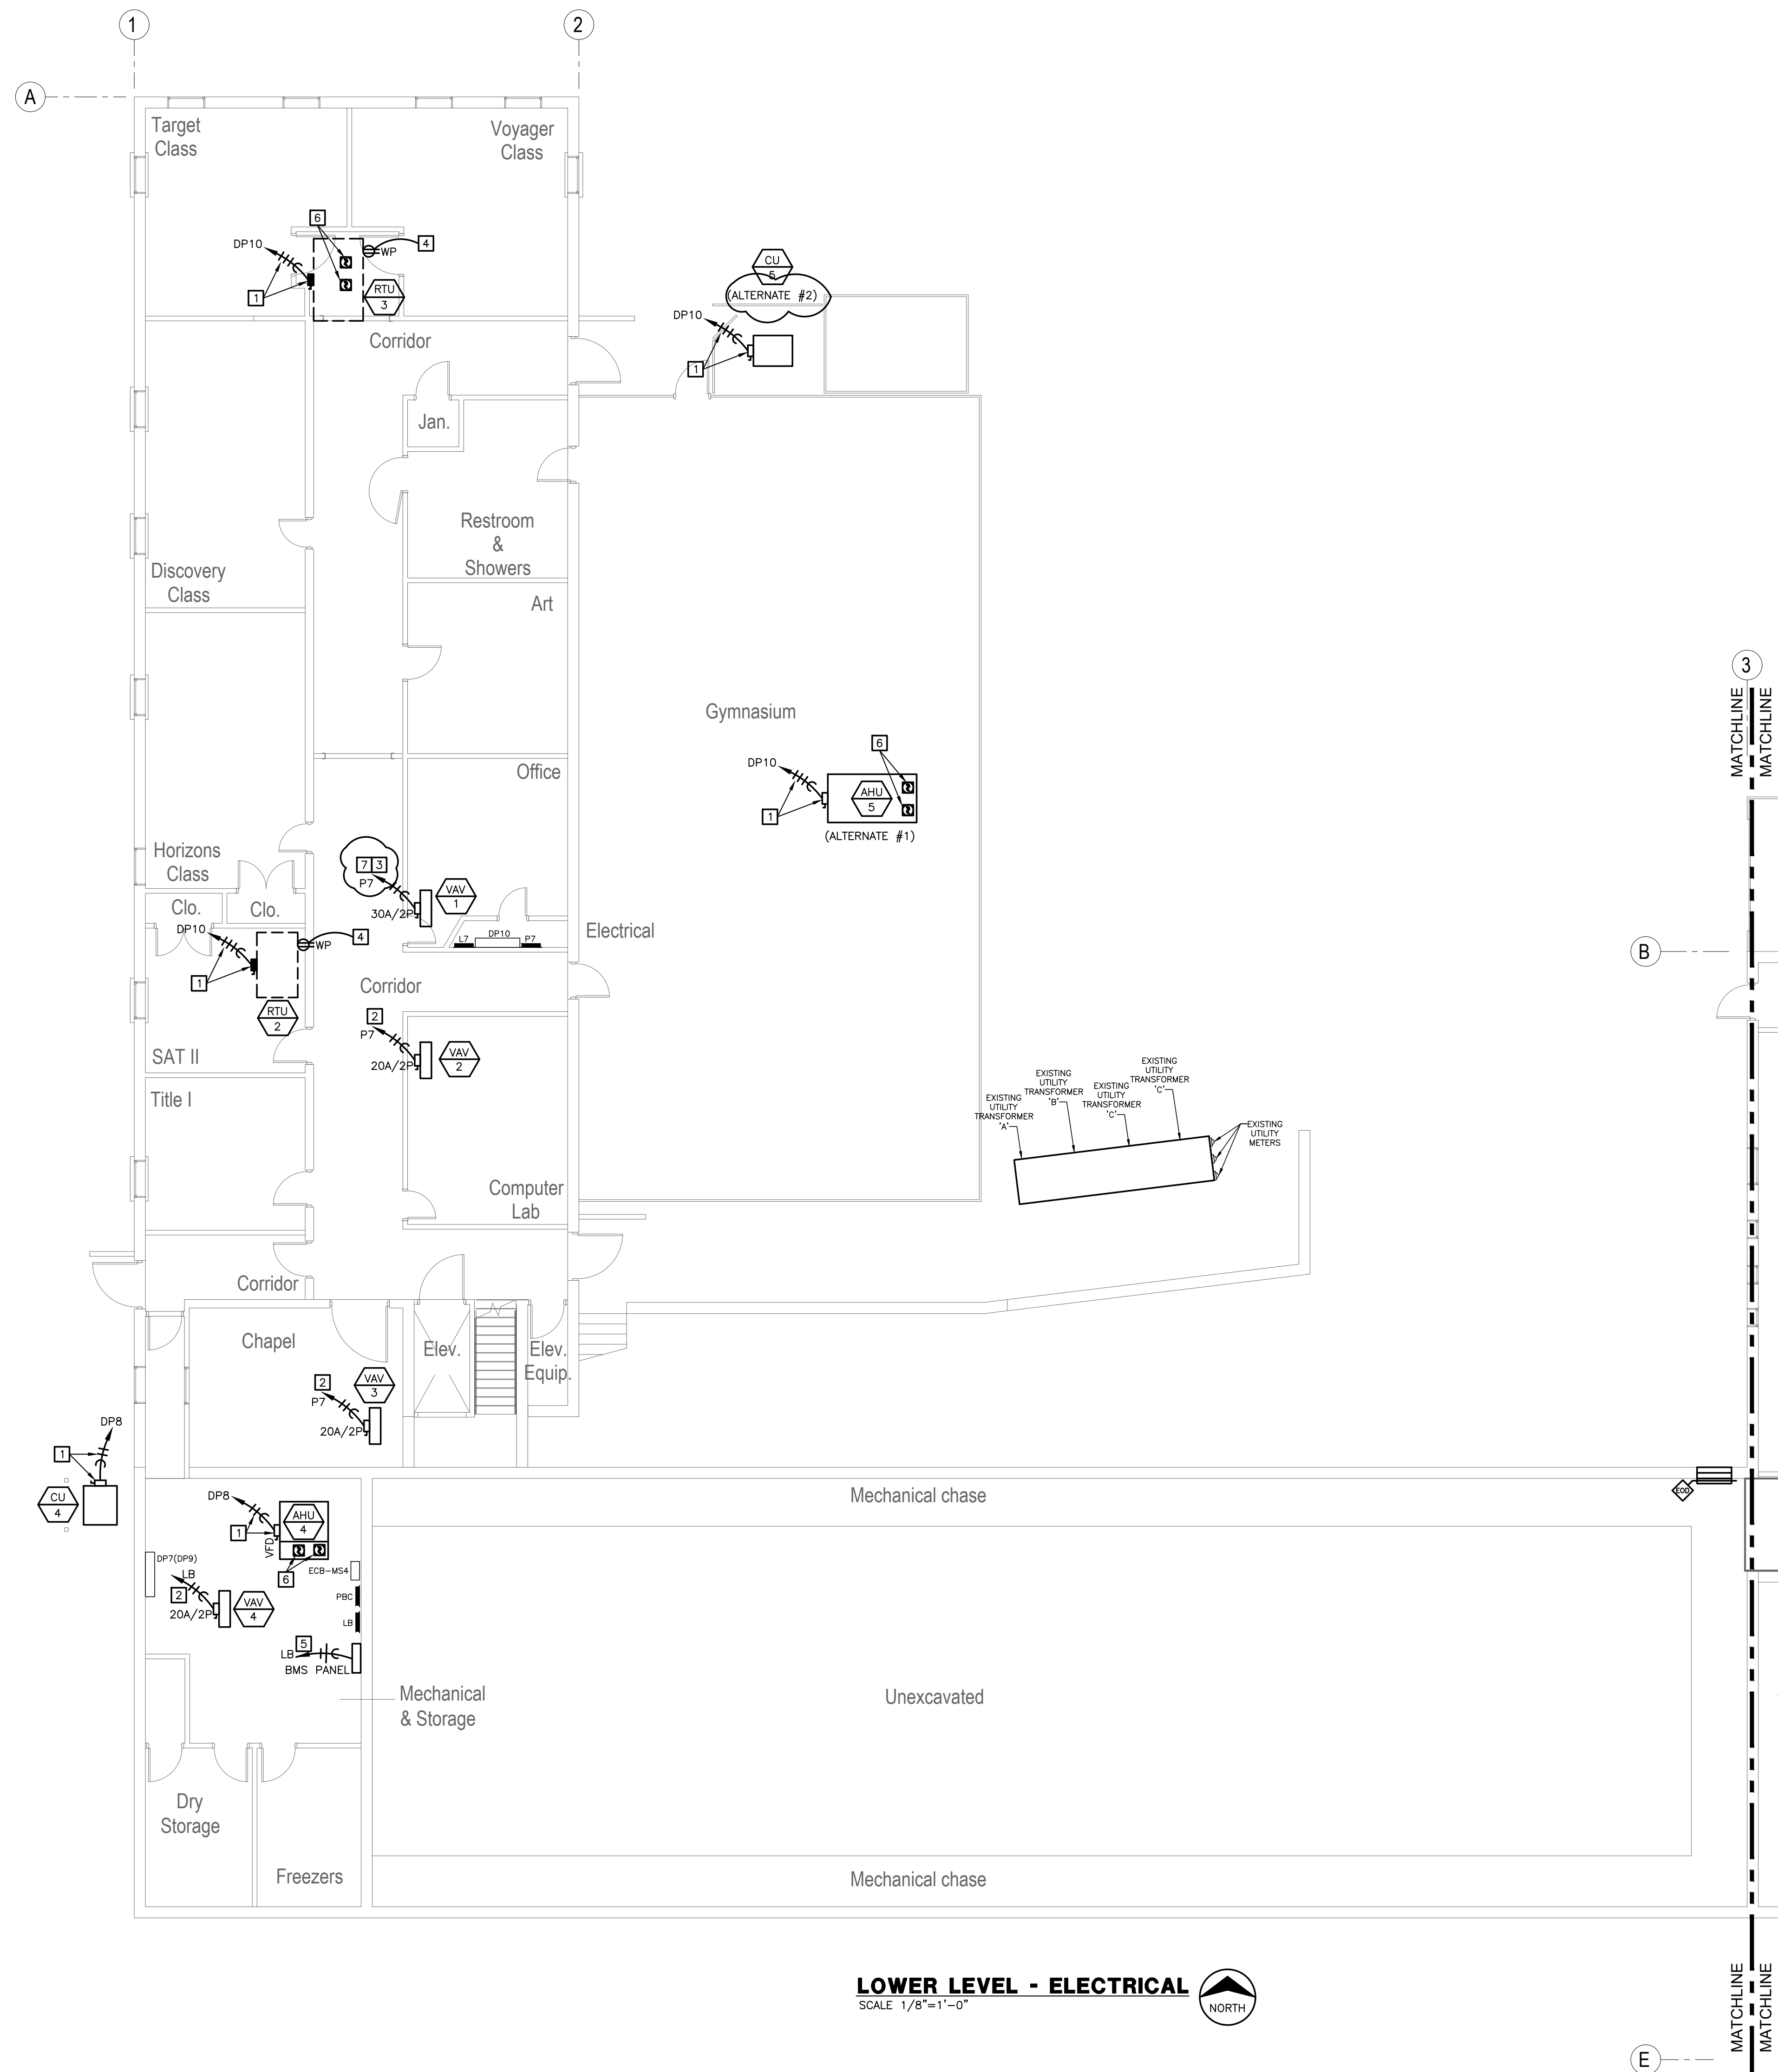 1
2
A
Target
Class
Voyager
Class
6
DP10
4
WP
1
RTU
3
CU
5
(ALTERNATE #2)
DP10
1
Corridor
Jan.
Restroom
&
Showers
Discovery
Class
Art
3
MATCHLINE
MATCHLINE
Gymnasium
6
DP10
AHU
5
1
(ALTERNATE #1)
Office
Horizons
Class
7 3
P7
VAV
1
30A/2P
Clo.
Clo.
DP10
4
WP
1
L7
DP10
P7
Electrical
B
RTU
2
Corridor
2
P7
VAV
2
20A/2P
SAT II
Title I
EXISTING
UTILITY
TRANSFORMER
'A'
EXISTING
UTILITY
TRANSFORMER
'B'
EXISTING
UTILITY
TRANSFORMER
'C'
EXISTING
UTILITY
TRANSFORMER
'C'
EXISTING
UTILITY
METERS
Computer
Lab
Corridor
Chapel
Elev.
Elev.
Equip.
2
P7
VAV
3
20A/2P
DP8
1
CU
4
DP8
AHU
4
1
VFD
6
Mechanical chase
EOD
DP7(DP9)
LB
2
20A/2P
VAV
4
ECB-MS4
PBC
LB
5
LB
BMS PANEL
Mechanical
& Storage
Unexcavated
Dry
Storage
Freezers
Mechanical chase
LOWER LEVEL - ELECTRICAL
SCALE 1/8"=1'-0"
NORTH
MATCHLINE
MATCHLINE
E